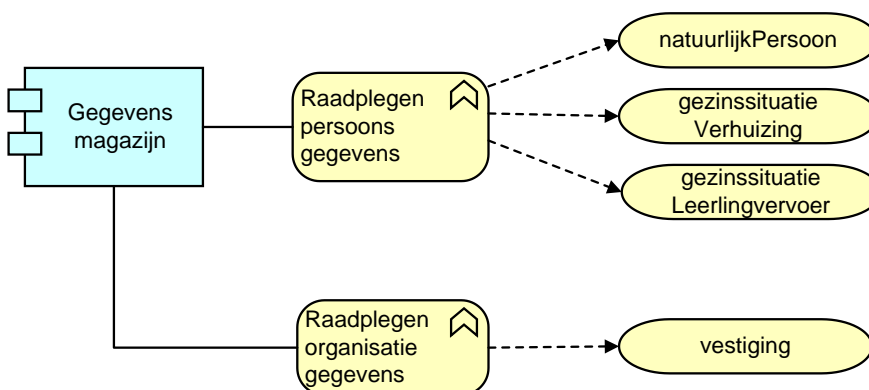 Gegevens
magazijn
Raadplegen
persoons
gegevens
natuurlijkPersoon
gezinssituatie
Verhuizing
gezinssituatie
Leerlingvervoer
Raadplegen
organisatie
gegevens
vestiging